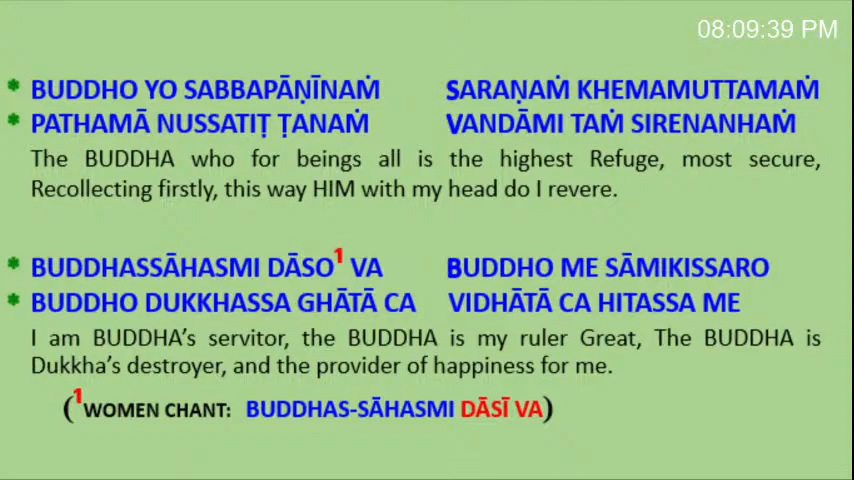 08:09:39 PM
* BUDDHO YO SABBAPĀṆĪNAṀ SARAṆAṀ KHEMAMUTTAMAṀ
* PATHAMĀ NUSSATIṬ ṬANAṀ VANDĀMI TAṀ SIRENANHAṀ
The BUDDHA who for beings all is the highest Refuge, most secure,
Recollecting firstly, this way HIM with my head do I revere.
* BUDDHASSĀHASMI DĀSO¹ VA BUDDHO ME SĀMIKISSARO
* BUDDHO DUKKHASSA GHĀTĀ CA VIDHĀTĀ CA HITASSA ME
I am BUDDHA’s servitor, the BUDDHA is my ruler Great, The BUDDHA is
Dukkha’s destroyer, and the provider of happiness for me.
(¹WOMEN CHANT: BUDDHAS-SĀHASMI DĀSĪ VA)